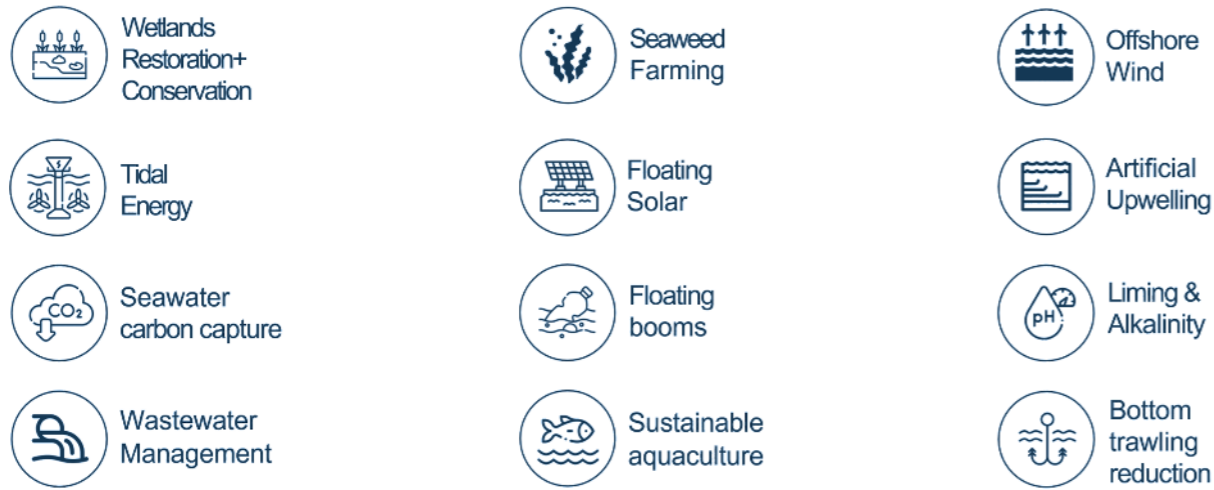 Wetlands
Restoration+
Conservation
Seaweed
Farming
Offshore
Wind
Tidal
Energy
Floating
Solar
Artificial
Upwelling
CO₂
Seawater
carbon capture
Floating
booms
pH
Liming &
Alkalinity
Wastewater
Management
Sustainable
aquaculture
Bottom
trawling
reduction